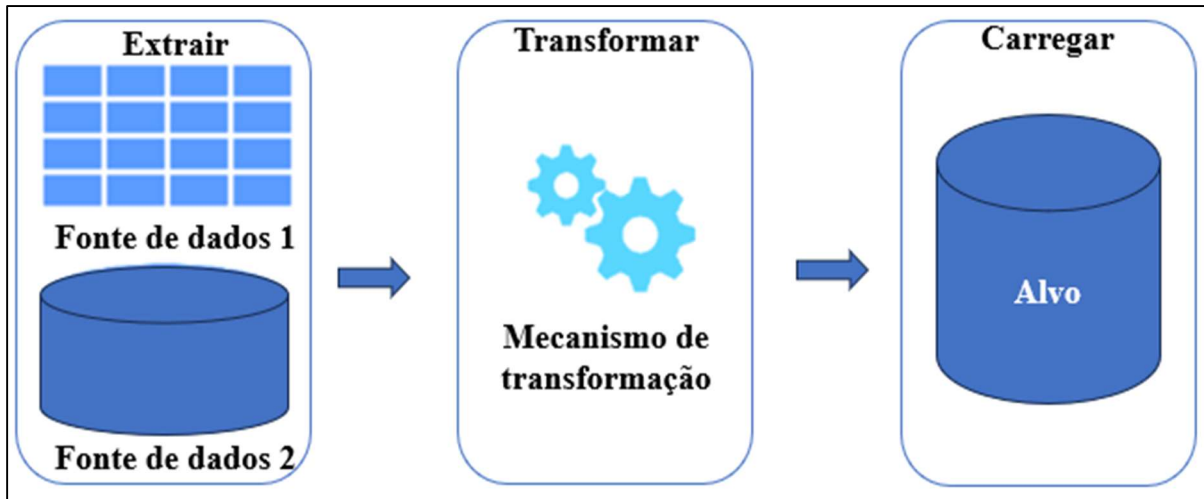 Extrair
Fonte de dados 1
Fonte de dados 2
Transformar
Mecanismo de
transformação
Carregar
Alvo